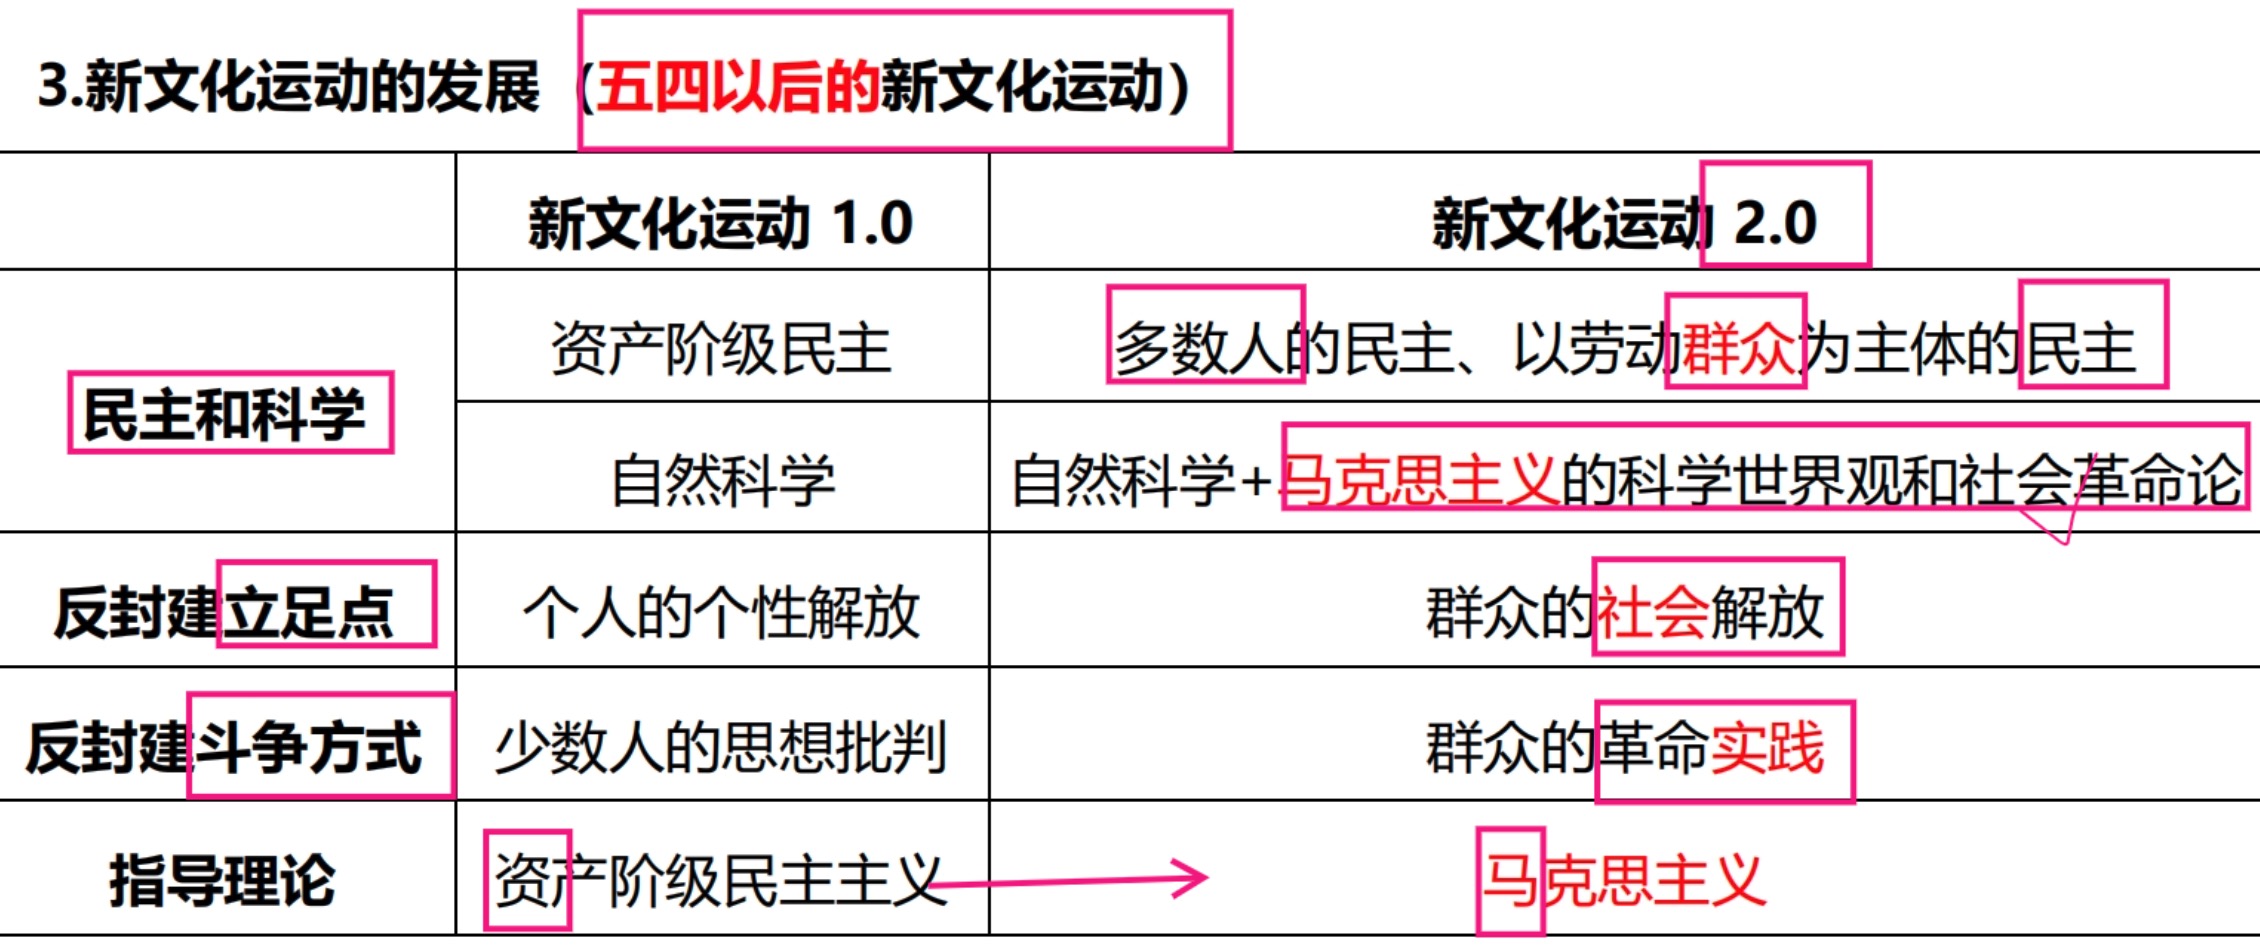 3.新文化运动的发展（五四以后的新文化运动）
新文化运动 1.0
新文化运动 2.0
民主和科学
资产阶级民主
多数人的民主、以劳动群众为主体的民主
自然科学
自然科学+马克思主义的科学世界观和社会革命论
反封建立足点
个人的个性解放
群众的社会解放
反封建斗争方式
少数人的思想批判
群众的革命实践
指导理论
资产阶级民主主义
马克思主义